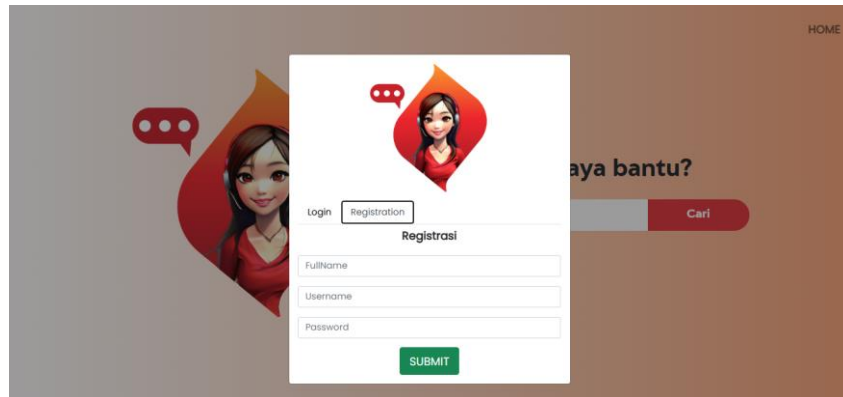 HOME
aya bantu?
Cari
Login Registration
Registrasi
FullName
Username
Password
SUBMIT